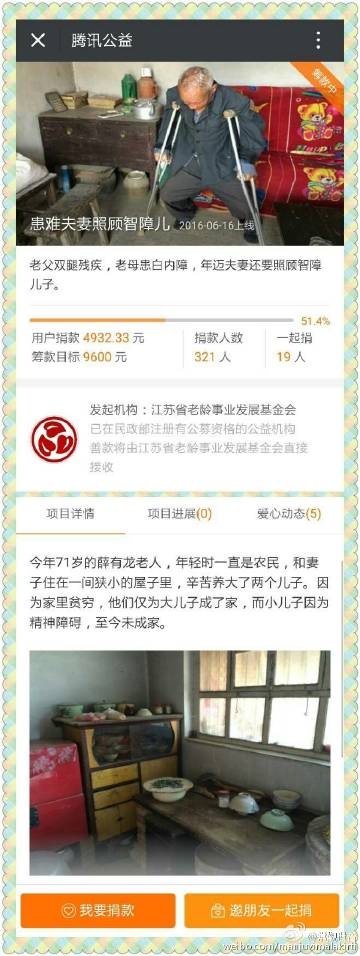 腾讯公益
筹款中
患难夫妻照顾智障儿 2016-06-16上线
老父双腿残疾，老母患白内障，年迈夫妻还要照顾智障
儿子。
51.4%
用户捐款 4932.33 元
捐款人数
一起捐
筹款目标 9600 元
321 人
19 人
发起机构：江苏省老龄事业发展基金会
已在民政部注册有公募资格的公益机构
善款将由江苏省老龄事业发展基金会直接
接收
项目详情
项目进展(0)
爱心动态(5)
今年71岁的薛有龙老人，年轻时一直是农民，和妻
子住在一间狭小的屋子里，辛苦养大了两个儿子。因
为家里贫穷，他们仅为大儿子成了家，而小儿子因为
精神障碍，至今未成家。
我要捐款
邀朋友一起捐